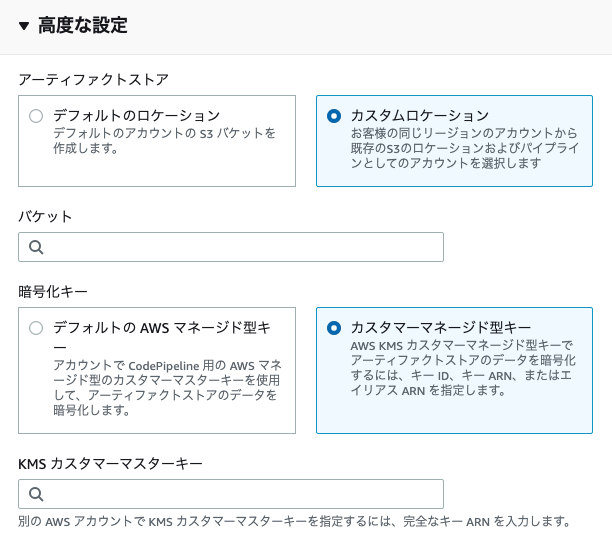 高度な設定
アーティファクトストア
デフォルトのロケーション
デフォルトのアカウントの S3 バケットを
作成します。
カスタムロケーション
お客様の同じリージョンのアカウントから
既存のS3のロケーションおよびパイプライ
ンとしてのアカウントを選択します
バケット
暗号化キー
デフォルトの AWS マネージド型キ
ー
アカウントで CodePipeline 用の AWS マネ
ージド型のカスタマーマスターキーを使用
して、アーティファクトストアのデータを
暗号化します。
カスタマーマネージド型キー
AWS KMS カスタマーマネージド型キーで
アーティファクトストアのデータを暗号化
するには、キー ID、キー ARN、またはエ
イリアス ARN を指定します。
KMS カスタマーマスターキー
別の AWS アカウントで KMS カスタマーマスターキーを指定するには、完全なキー ARN を入力します。